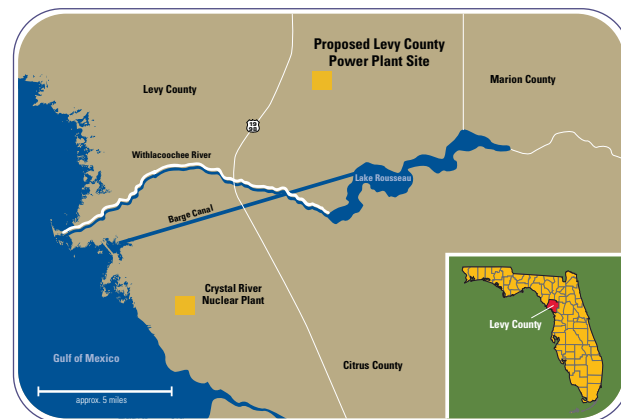 Proposed Levy County
Power Plant Site
Marion County
Levy County
19
98
Withlacoochee River
Lake Rousseau
Barge Canal
Crystal River
Nuclear Plant
Levy County
Gulf of Mexico
Citrus County
approx. 5 miles